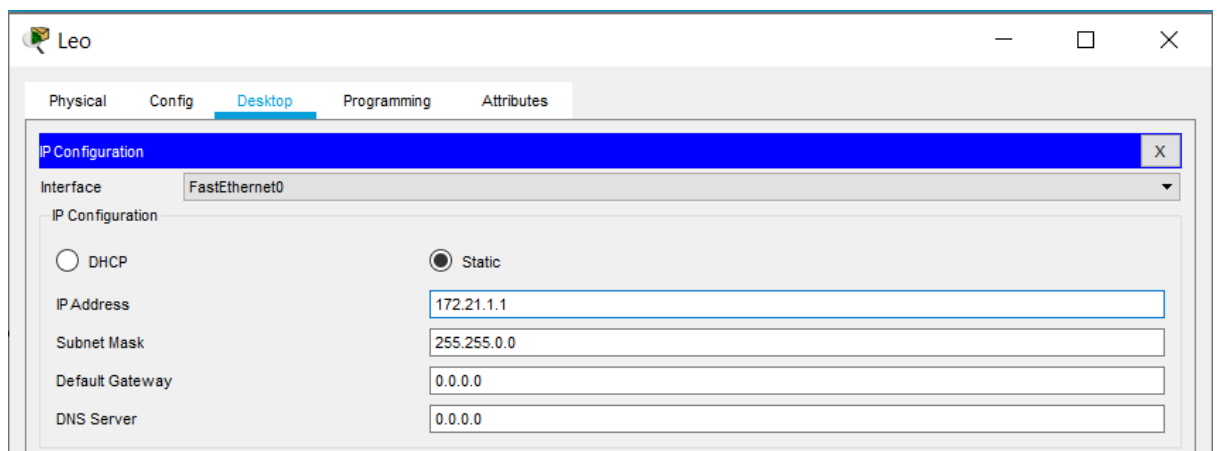 Leo
Physical Config Desktop Programming Attributes
IP Configuration X
Interface FastEthernet0
IP Configuration
DHCP Static
IP Address 172.21.1.1
Subnet Mask 255.255.0.0
Default Gateway 0.0.0.0
DNS Server 0.0.0.0